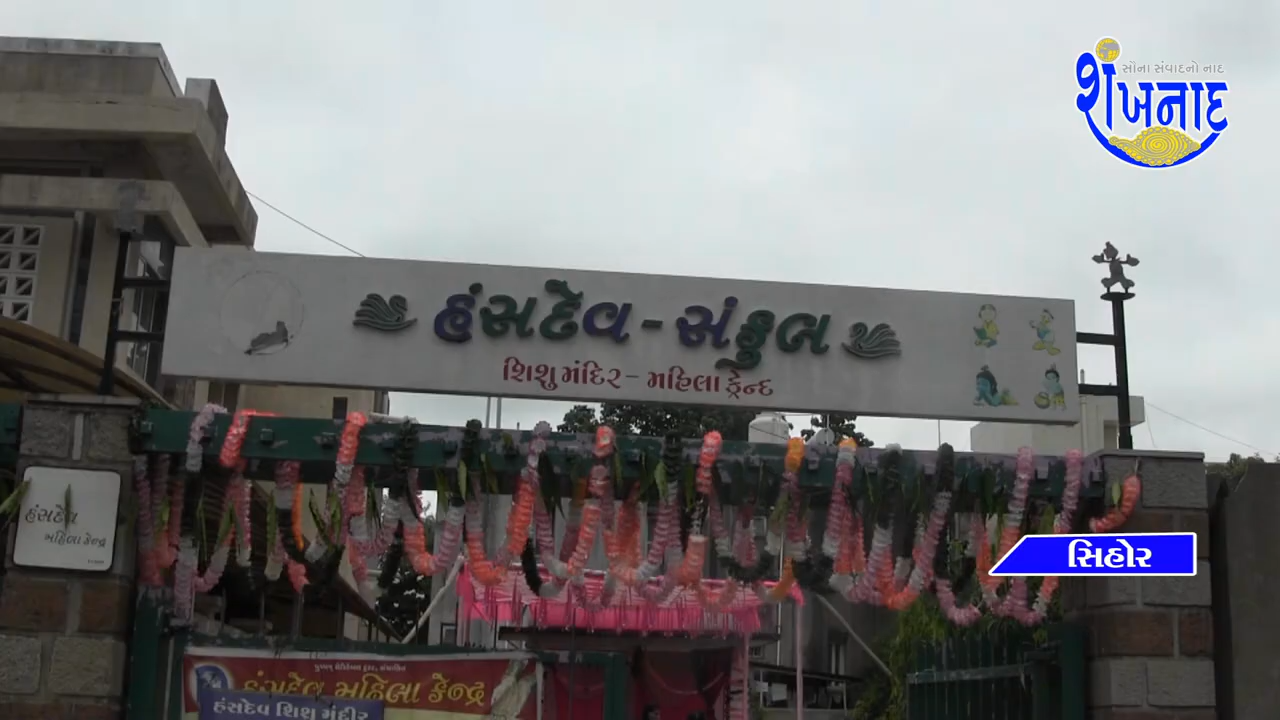 સૌના સંવાદનો નાદ
શંખનાદ
હંસદેવ - સંકુલ
શિશુ મંદિર - મહિલા કેન્દ્ર
હંસદેવ
મહિલા કેન્દ્ર
સિહોર
હંસદેવ મહિલા કેન્દ્ર
હંસદેવ શિશુ મંદીર